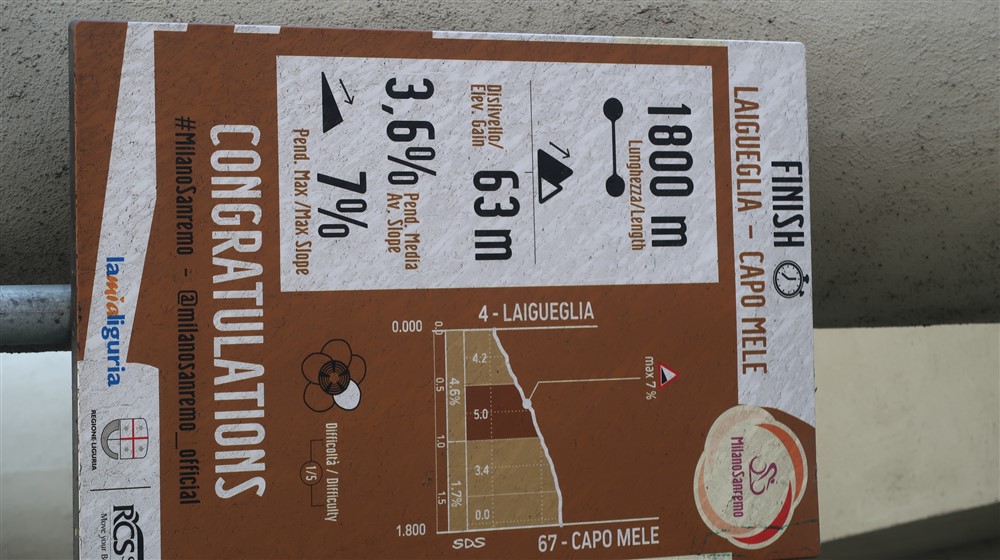 FINISH
LAIGUEGLIA - CAPO MELE
1800 m
Lunghezza/Length
Dislivello/
Elev. Gain
63 m
3,6%
Pend. Media
Av. Slope
7%
Pend. Max /Max Slope
MilanoSanremo
max 7 %
4 - LAIGUEGLIA
67 - CAPO MELE
4.2
5.0
3.4
0.0
4.6%
1.7%
0.0
0.5
1.0
1.5
0.000
1.800
SDS
Difficoltà / Difficulty
1/5
CONGRATULATIONS
#MilanoSanremo - @milanosanremo_official
lamialiguria
REGIONE LIGURIA
RCS
Move your